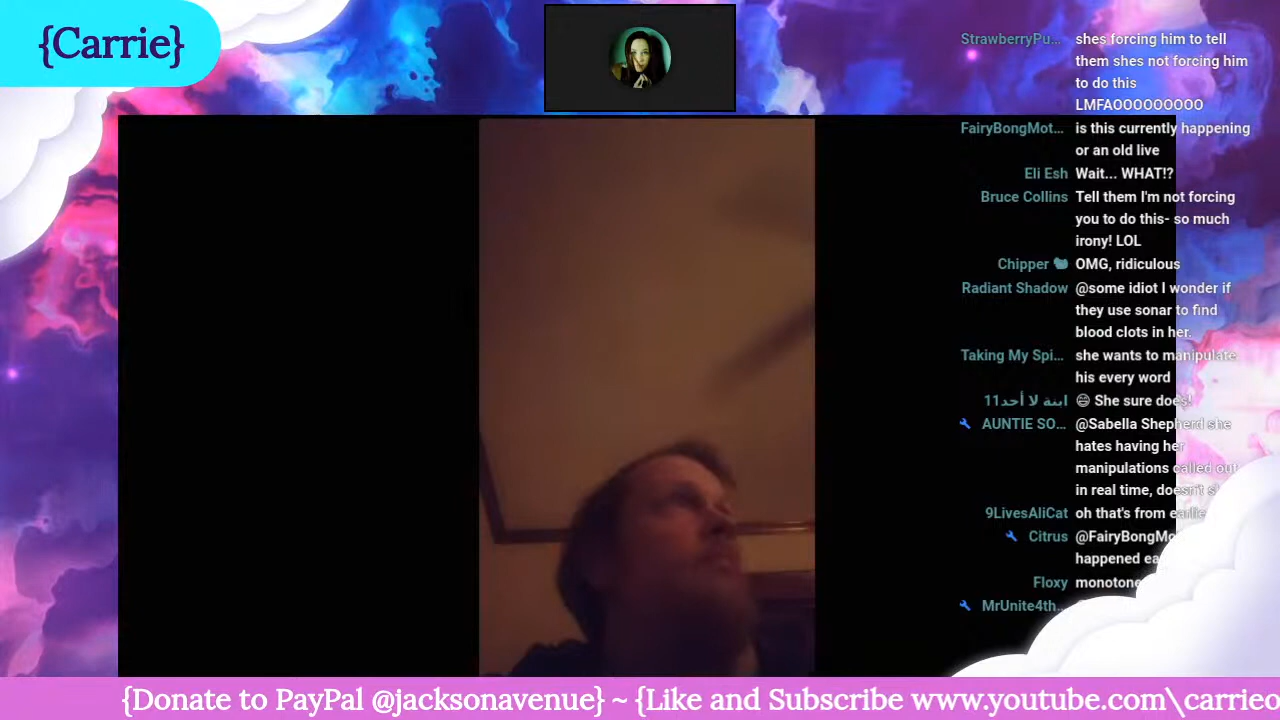 {Carrie}
StrawberryPu... shes forcing him to tell
them shes not forcing him
to do this
LMFAOOOOOOOOO
FairyBongMot... is this currently happening
or an old live
Eli Esh Wait... WHAT!?
Bruce Collins Tell them I'm not forcing
you to do this- so much
irony! LOL
Chipper 🐿 OMG, ridiculous
Radiant Shadow @some idiot I wonder if
they use sonar to find
blood clots in her.
Taking My Spi... she wants to manipulate
his every word
ابنة لا أحد11 😄 She sure does!
AUNTIE SO... @Sabella Shepherd she
hates having her
manipulations called out
in real time, doesn't s
9LivesAliCat oh that's from earlie
Citrus @FairyBongMo
happened ea
Floxy monotone
MrUnite4th...
{Donate to PayPal @jacksonavenue} ~ {Like and Subscribe www.youtube.com\carrieo